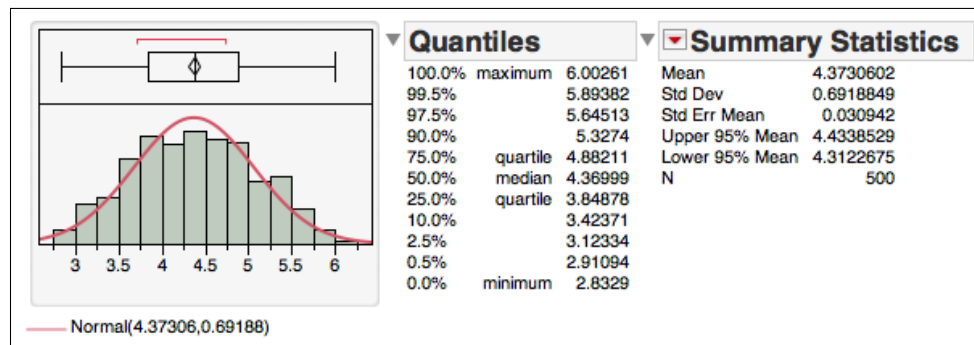 Quantiles
100.0% maximum 6.00261
99.5% 5.89382
97.5% 5.64513
90.0% 5.3274
75.0% quartile 4.88211
50.0% median 4.36999
25.0% quartile 3.84878
10.0% 3.42371
2.5% 3.12334
0.5% 2.91094
0.0% minimum 2.8329
Summary Statistics
Mean 4.3730602
Std Dev 0.6918849
Std Err Mean 0.030942
Upper 95% Mean 4.4338529
Lower 95% Mean 4.3122675
N 500
3 3.5 4 4.5 5 5.5 6
Normal(4.37306,0.69188)